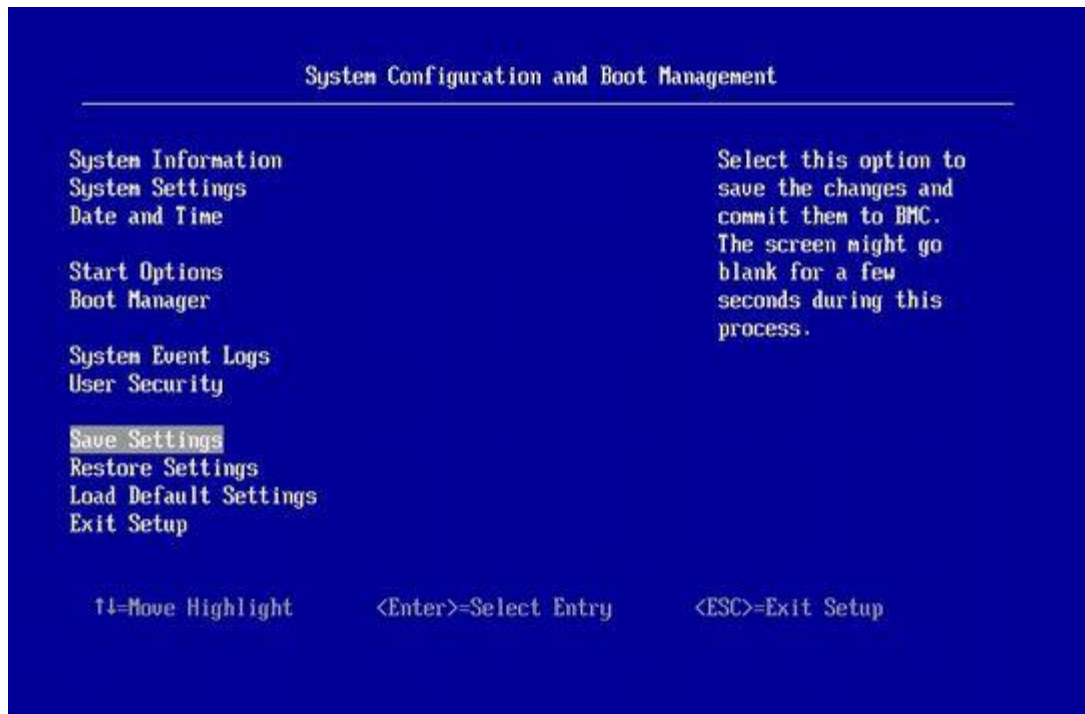 System Configuration and Boot Management
System Information
System Settings
Date and Time
Start Options
Boot Manager
System Event Logs
User Security
Save Settings
Restore Settings
Load Default Settings
Exit Setup
Select this option to
save the changes and
commit them to BMC.
The screen might go
blank for a few
seconds during this
process.
↑↓=Move Highlight <Enter>=Select Entry <ESC>=Exit Setup